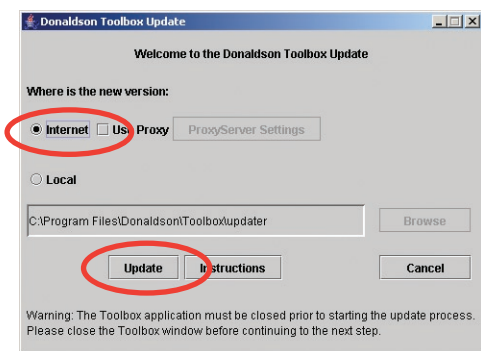 Donaldson Toolbox Update
Welcome to the Donaldson Toolbox Update
Where is the new version:
Internet Use Proxy ProxyServer Settings
Local
C:\Program Files\Donaldson\Toolbox\updater Browse
Update Instructions Cancel
Warning: The Toolbox application must be closed prior to starting the update process.
Please close the Toolbox window before continuing to the next step.